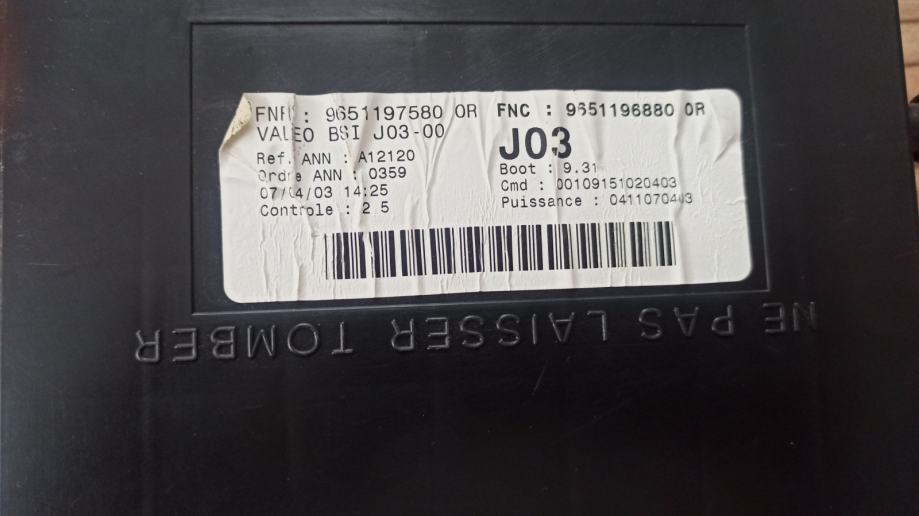 FNR : 9651197580 0R FNC : 9651196880 0R
VALEO BSI J03-00
J03
Ref. ANN : A12120
Boot : 9.31
Ordre ANN : 0359
Cmd : 00109151020403
07/04/03 14:25
Puissance : 0411070403
Controle : 2 5
NE PAS LAISSER TOMBER